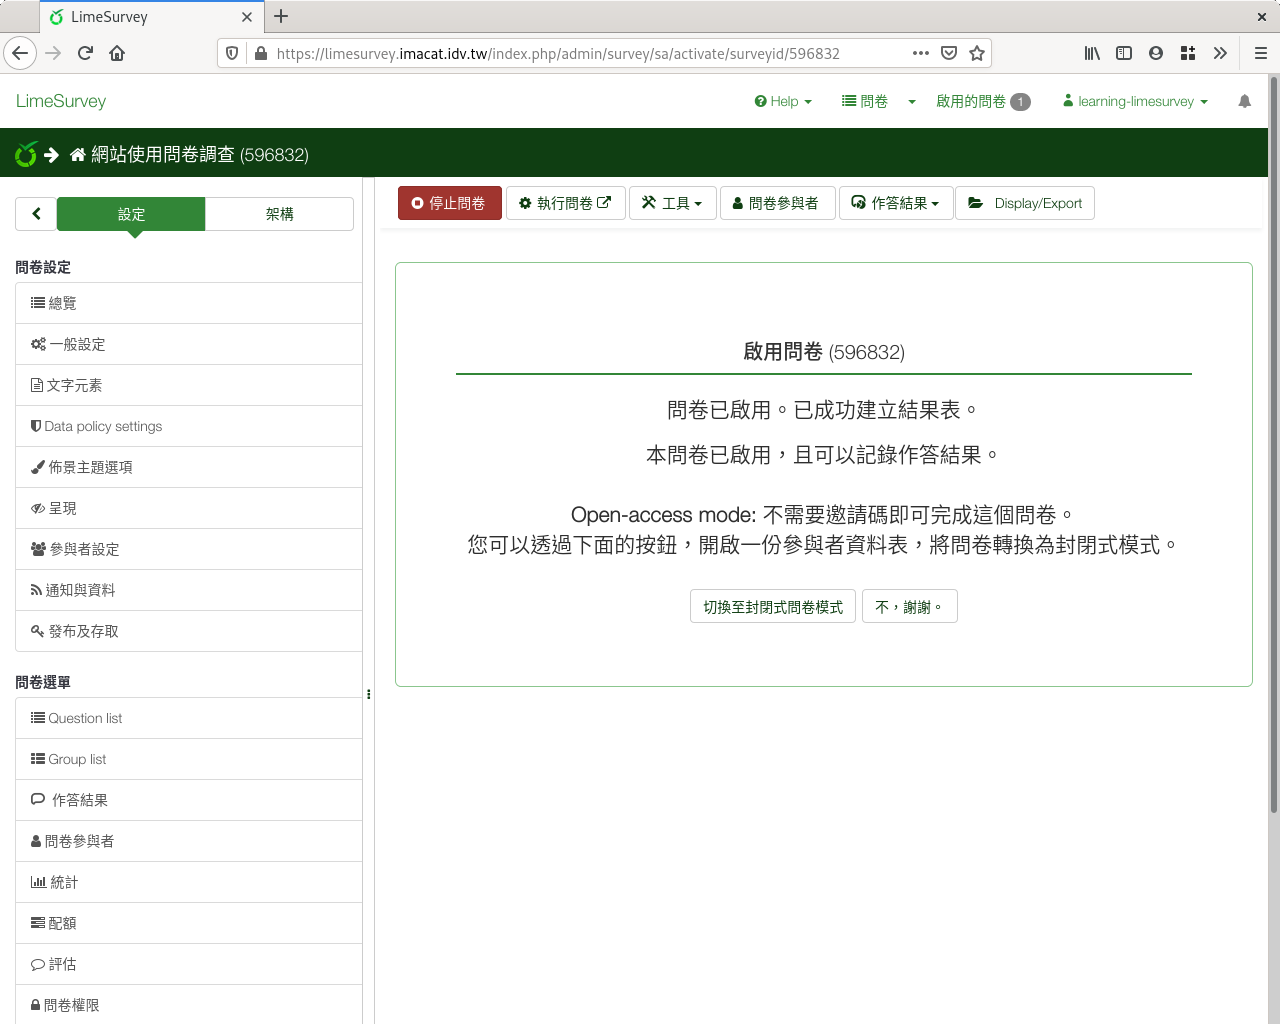 LimeSurvey
https://limesurvey.imacat.idv.tw/index.php/admin/survey/sa/activate/surveyid/596832
LimeSurvey
Help
問卷
啟用的問卷 1
learning-limesurvey
網站使用問卷調查 (596832)
設定
架構
停止問卷
執行問卷
工具
問卷參與者
作答結果
Display/Export
問卷設定
總覽
一般設定
文字元素
Data policy settings
佈景主題選項
呈現
參與者設定
通知與資料
發布及存取
問卷選單
Question list
Group list
作答結果
問卷參與者
統計
配額
評估
問卷權限
啟用問卷 (596832)
問卷已啟用。已成功建立結果表。
本問卷已啟用，且可以記錄作答結果。
Open-access mode: 不需要邀請碼即可完成這個問卷。
您可以透過下面的按鈕，開啟一份參與者資料表，將問卷轉換為封閉式模式。
切換至封閉式問卷模式
不，謝謝。